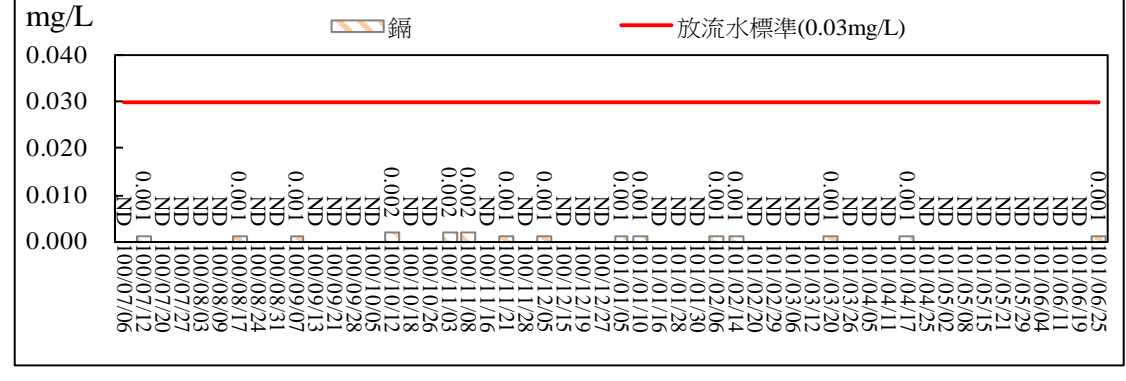 mg/L
鎘
放流水標準(0.03mg/L)
0.040
0.030
0.020
0.010
0.000
ND
0.001
ND
ND
ND
ND
0.001
ND
ND
0.001
ND
ND
ND
ND
0.002
ND
ND
0.002
0.002
ND
0.001
ND
0.001
ND
ND
ND
0.001
0.001
ND
ND
ND
0.001
0.001
ND
ND
ND
ND
0.001
ND
ND
ND
0.001
ND
ND
ND
ND
ND
ND
ND
ND
ND
0.001
100/07/06
100/07/12
100/07/20
100/07/27
100/08/03
100/08/09
100/08/17
100/08/24
100/08/31
100/09/07
100/09/13
100/09/21
100/09/28
100/10/05
100/10/12
100/10/19
100/10/26
100/11/03
100/11/08
100/11/16
100/11/21
100/11/28
100/12/05
100/12/15
100/12/19
100/12/27
101/01/05
101/01/10
101/01/16
101/01/28
101/01/30
101/02/06
101/02/14
101/02/20
101/02/29
101/03/06
101/03/12
101/03/20
101/03/26
101/04/05
101/04/11
101/04/17
101/04/25
101/05/02
101/05/08
101/05/15
101/05/21
101/05/29
101/06/04
101/06/11
101/06/19
101/06/25